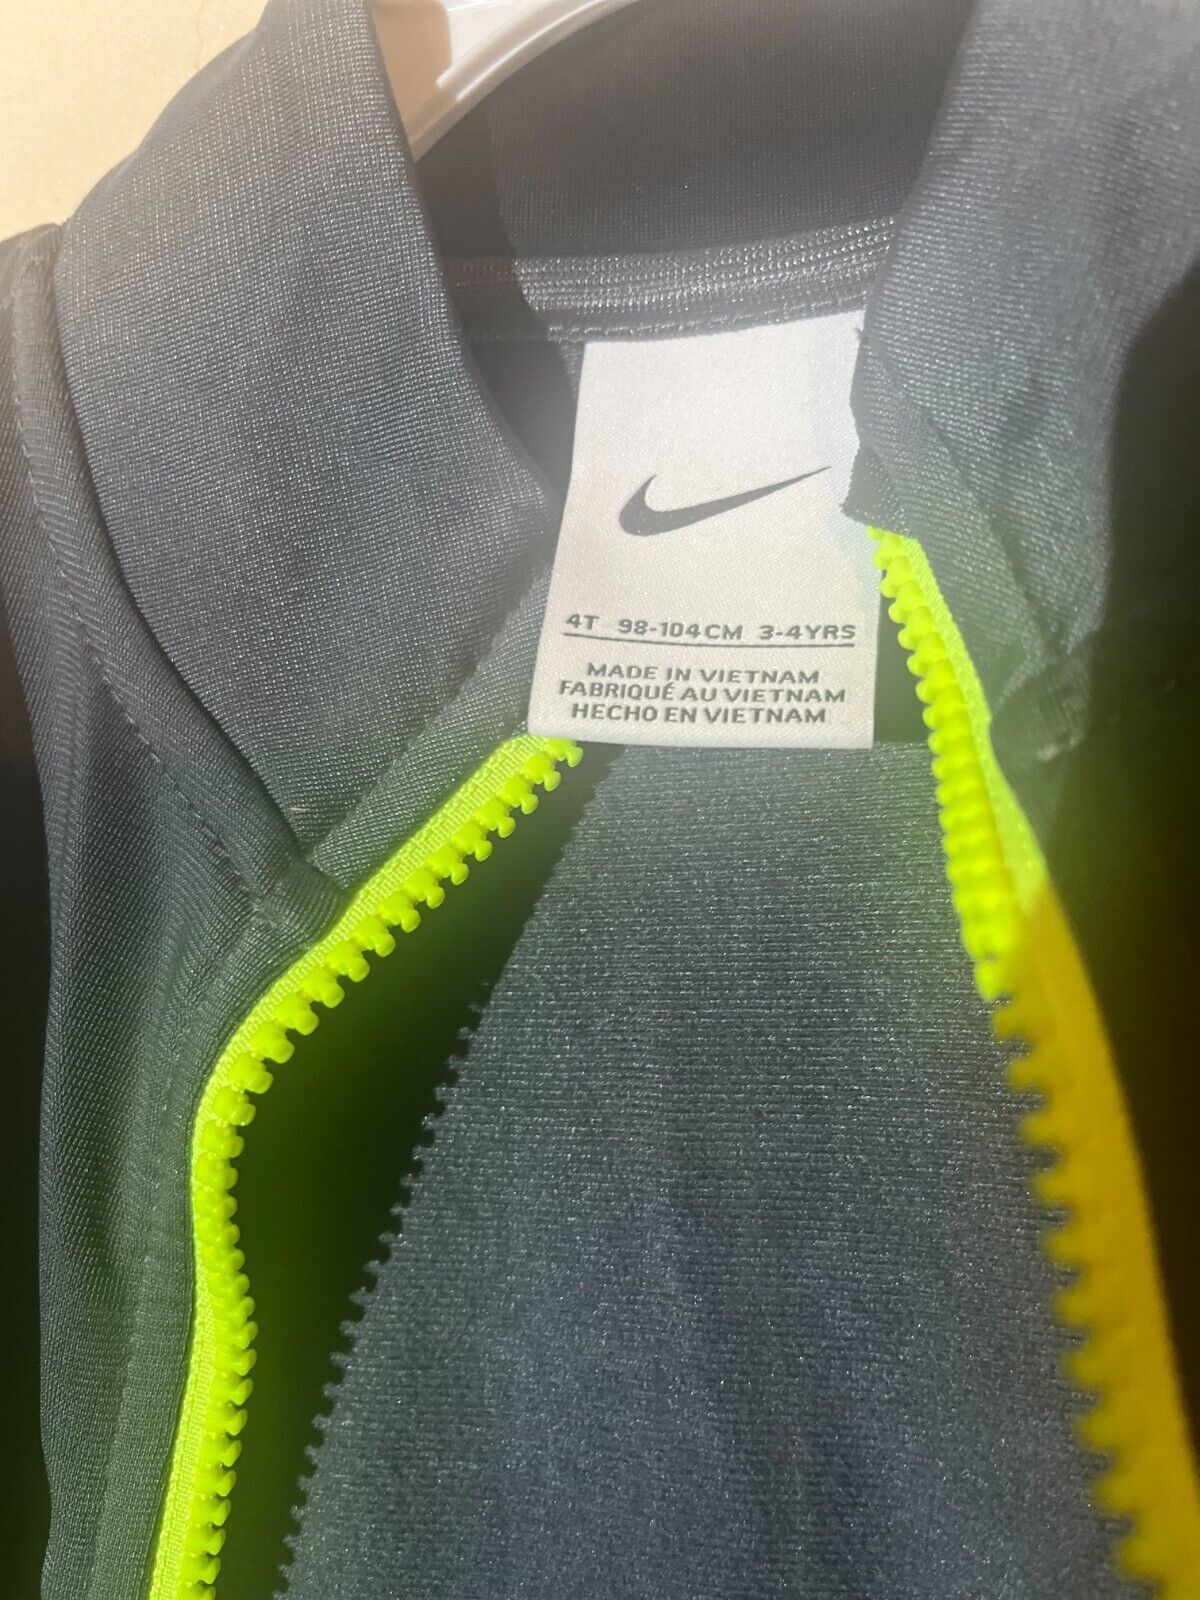 4T 98-104CM 3-4YRS
MADE IN VIETNAM
FABRIQUÉ AU VIETNAM
HECHO EN VIETNAM